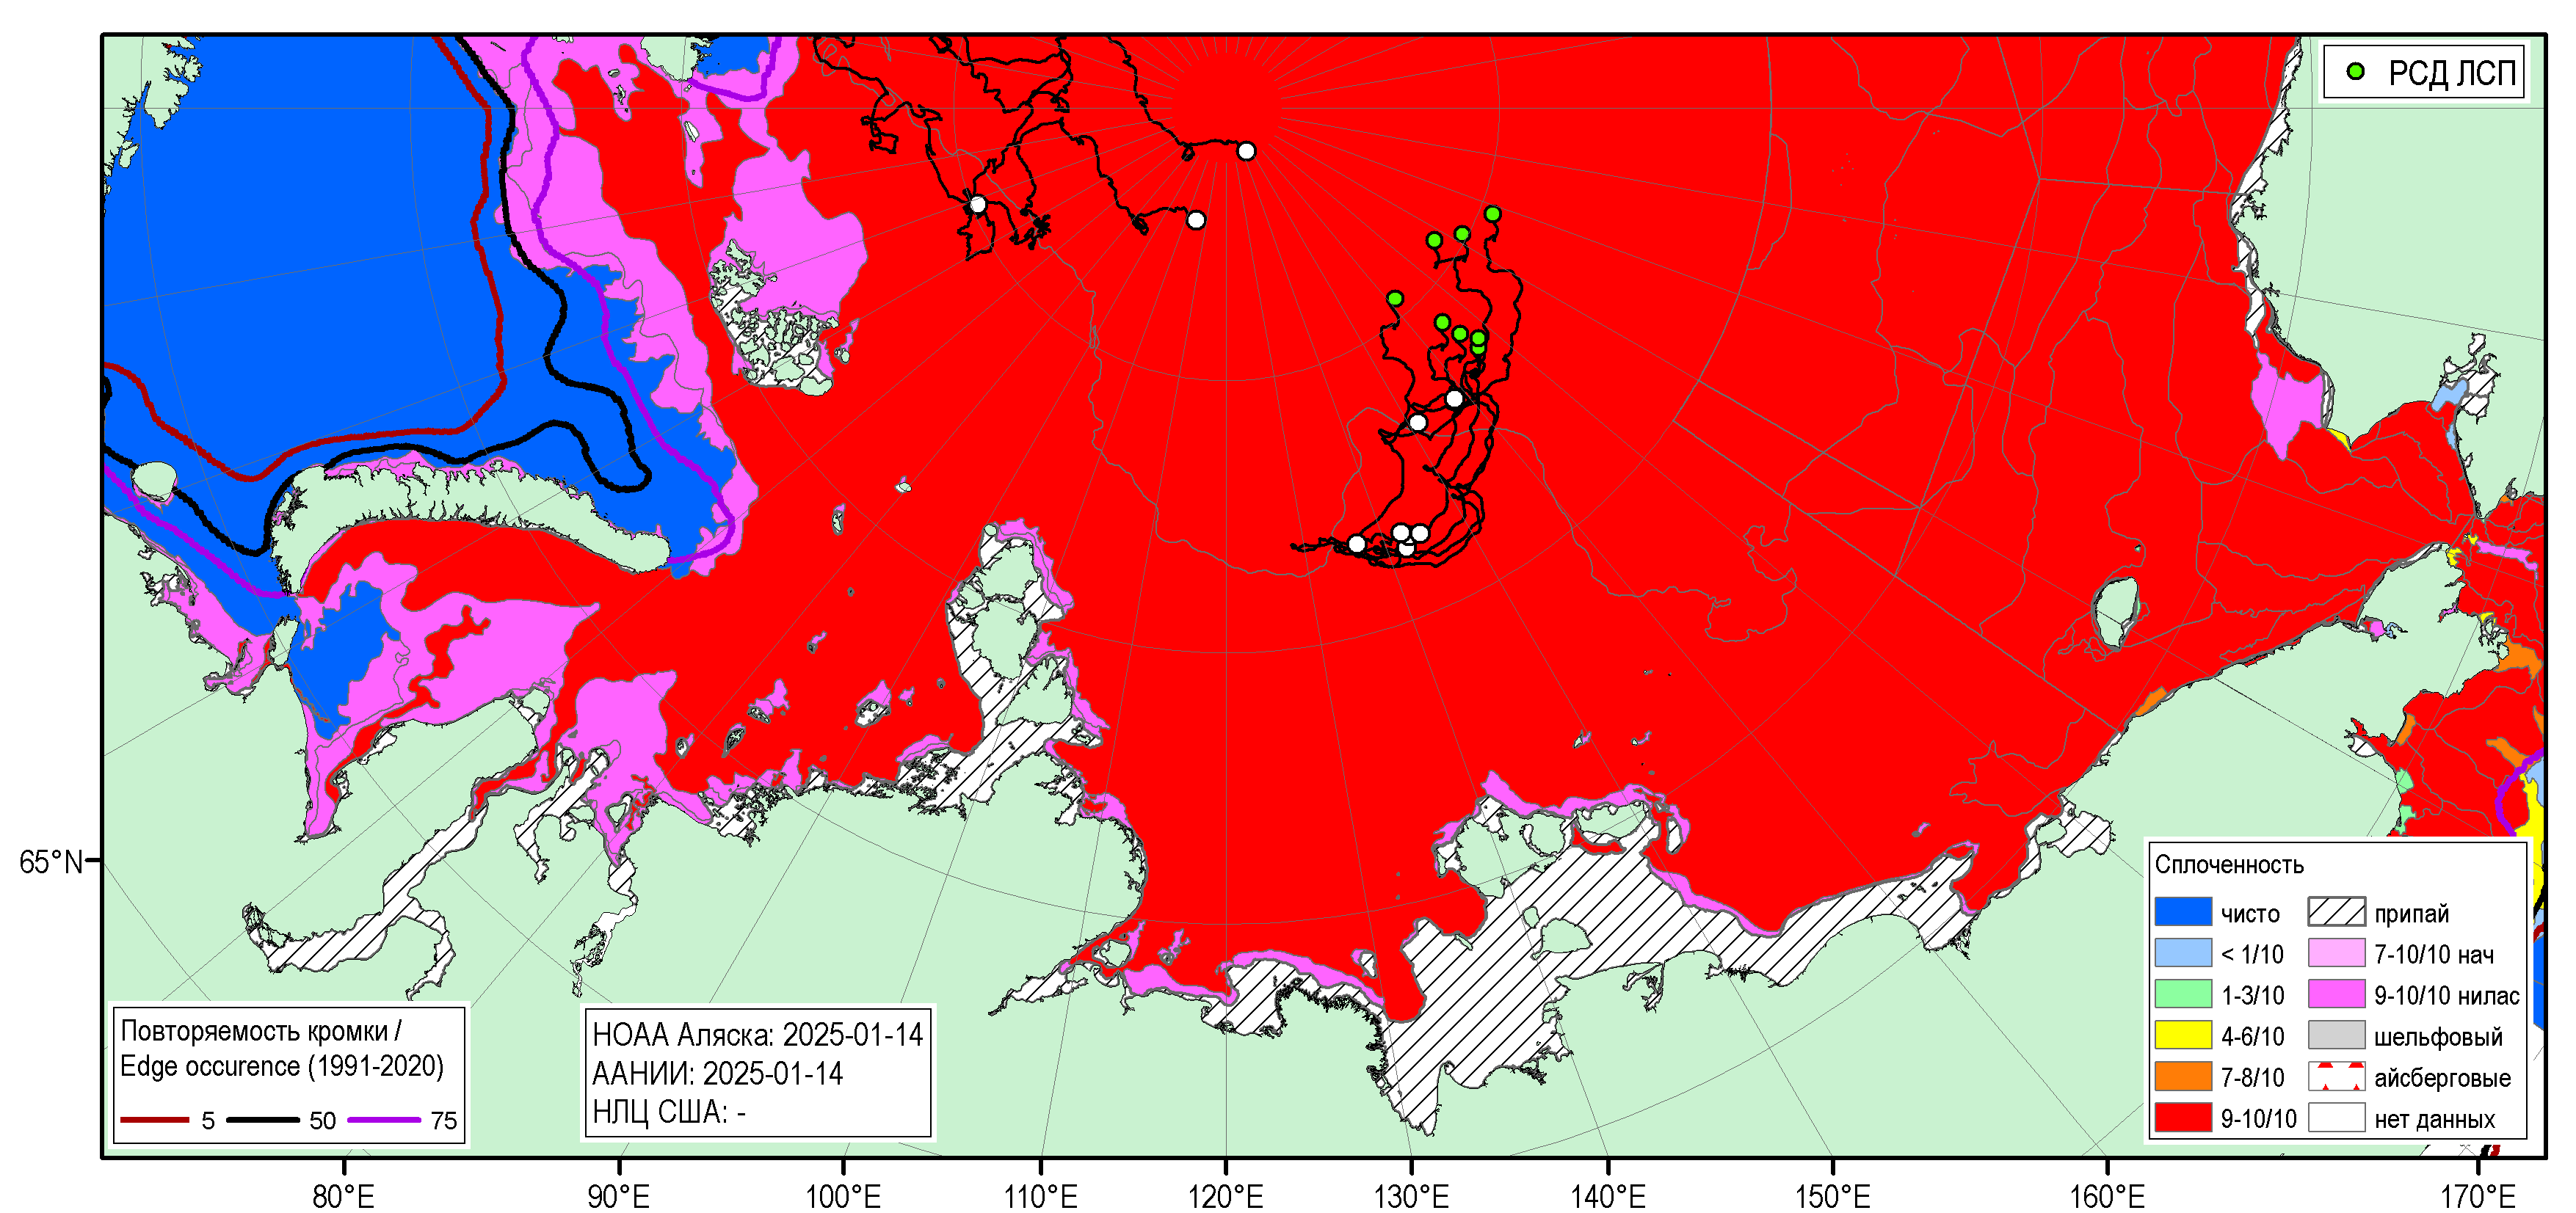 РСД ЛСП
65°N
Сплоченность
чисто
припай
< 1/10
7-10/10 нач
1-3/10
9-10/10 нилас
4-6/10
шельфовый
7-8/10
айсберговые
9-10/10
нет данных
Повторяемость кромки /
Edge occurence (1991-2020)
5 50 75
НОАА Аляска: 2025-01-14
ААНИИ: 2025-01-14
НЛЦ США: -
80°E 90°E 100°E 110°E 120°E 130°E 140°E 150°E 160°E 170°E